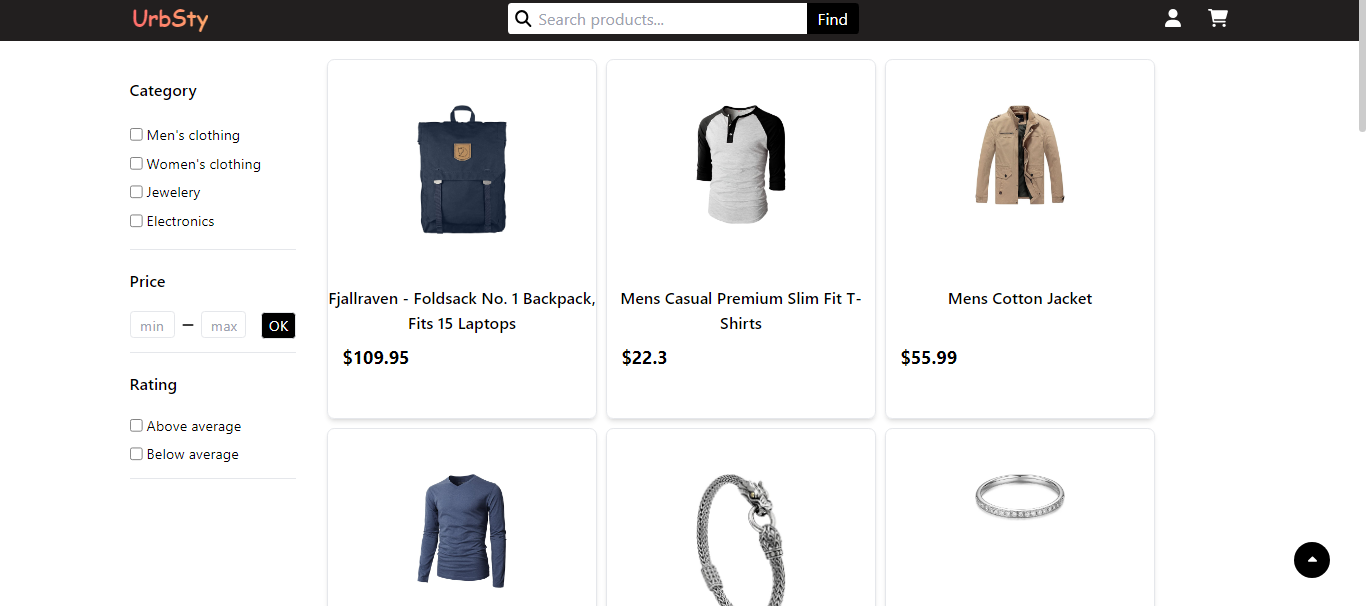 UrbSty
Search products...
Find
Category
Men's clothing
Women's clothing
Jewelery
Electronics
Price
min
max
OK
Rating
Above average
Below average
Fjallraven - Foldsack No. 1 Backpack,
Fits 15 Laptops
$109.95
Mens Casual Premium Slim Fit T-
Shirts
$22.3
Mens Cotton Jacket
$55.99